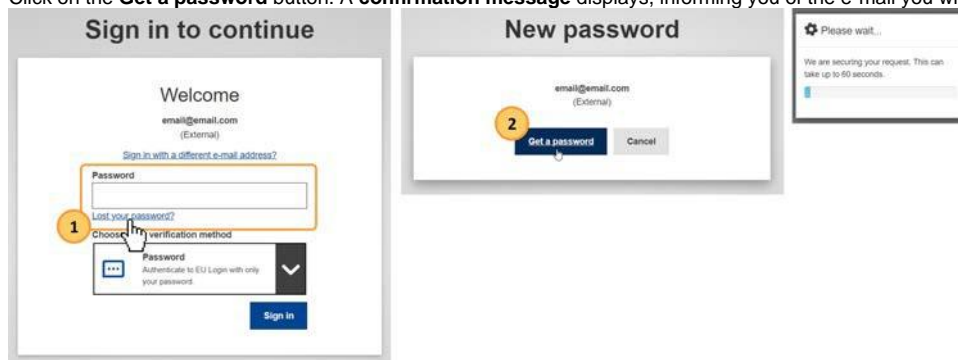 Click on the Get a password button. A confirmation message displays, informing you of the e-mail you
Sign in to continue
Welcome
email@email.com
(External)
Sign in with a different e-mail address?
Password
Lost your password?
1
verification method
Password
Authenticate to EU Login with only
your password.
Sign in
New password
email@email.com
(External)
2
Get a password
Cancel
Please wait...
We are securing your request. This can
take up to 60 seconds.